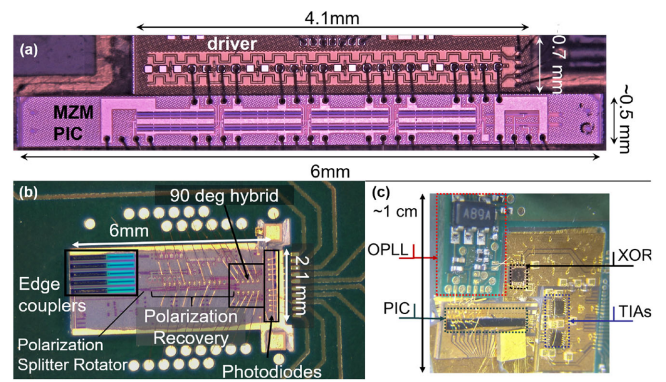 4.1mm
(a)
driver
~0.7 mm
MZM
PIC
~0.5 mm
6mm
(b)
90 deg hybrid
6mm
2.1 mm
Edge
couplers
Polarization
Recovery
Polarization
Splitter Rotator
Photodiodes
(c)
~1 cm
A89A
OPLL
XOR
PIC
TIAs